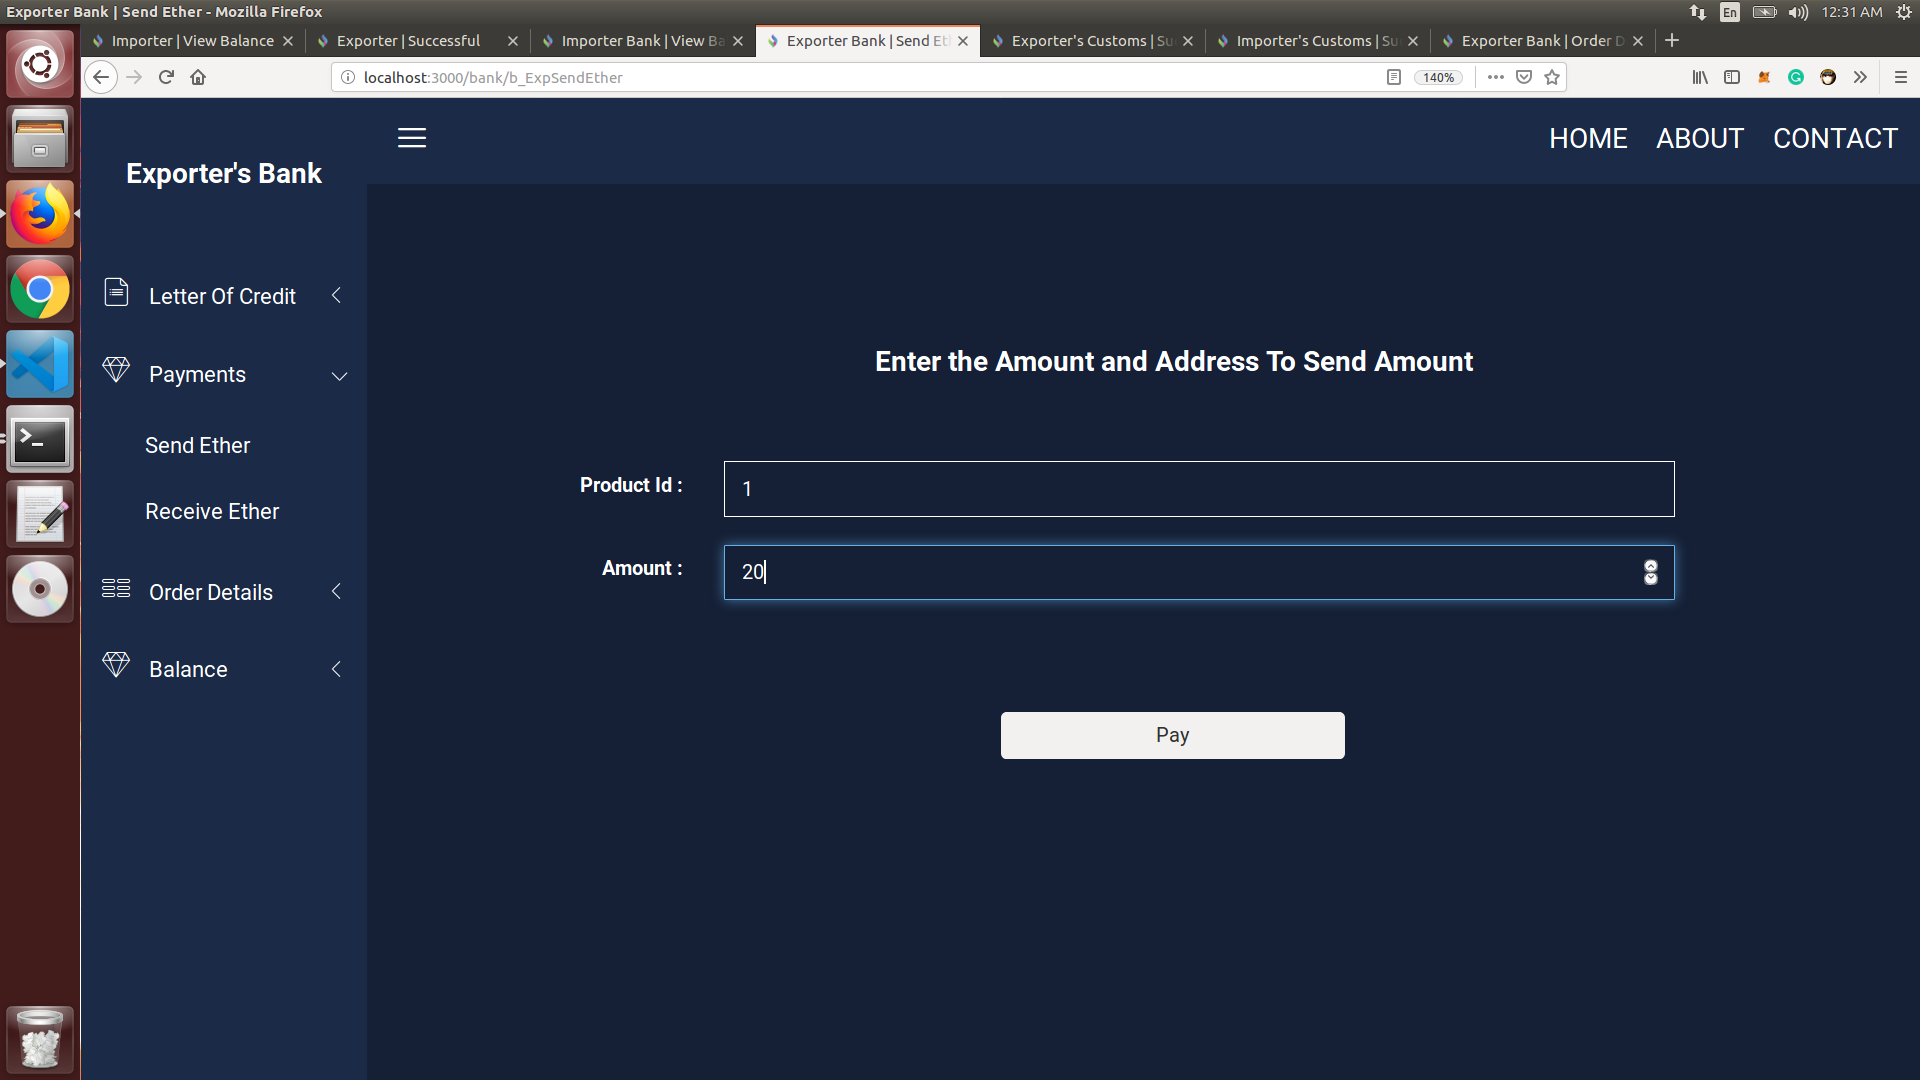 Exporter Bank | Send Ether - Mozilla Firefox
En
12:31 AM
Importer | View Balance
Exporter | Successful
Importer Bank | View Ba
Exporter Bank | Send Et
Exporter's Customs | Su
Importer's Customs | Su
Exporter Bank | Order D
localhost:3000/bank/b_ExpSendEther
140%
HOME ABOUT CONTACT
Exporter's Bank
Letter Of Credit
Payments
Send Ether
Receive Ether
Order Details
Balance
Enter the Amount and Address To Send Amount
Product Id :
1
Amount :
20
Pay